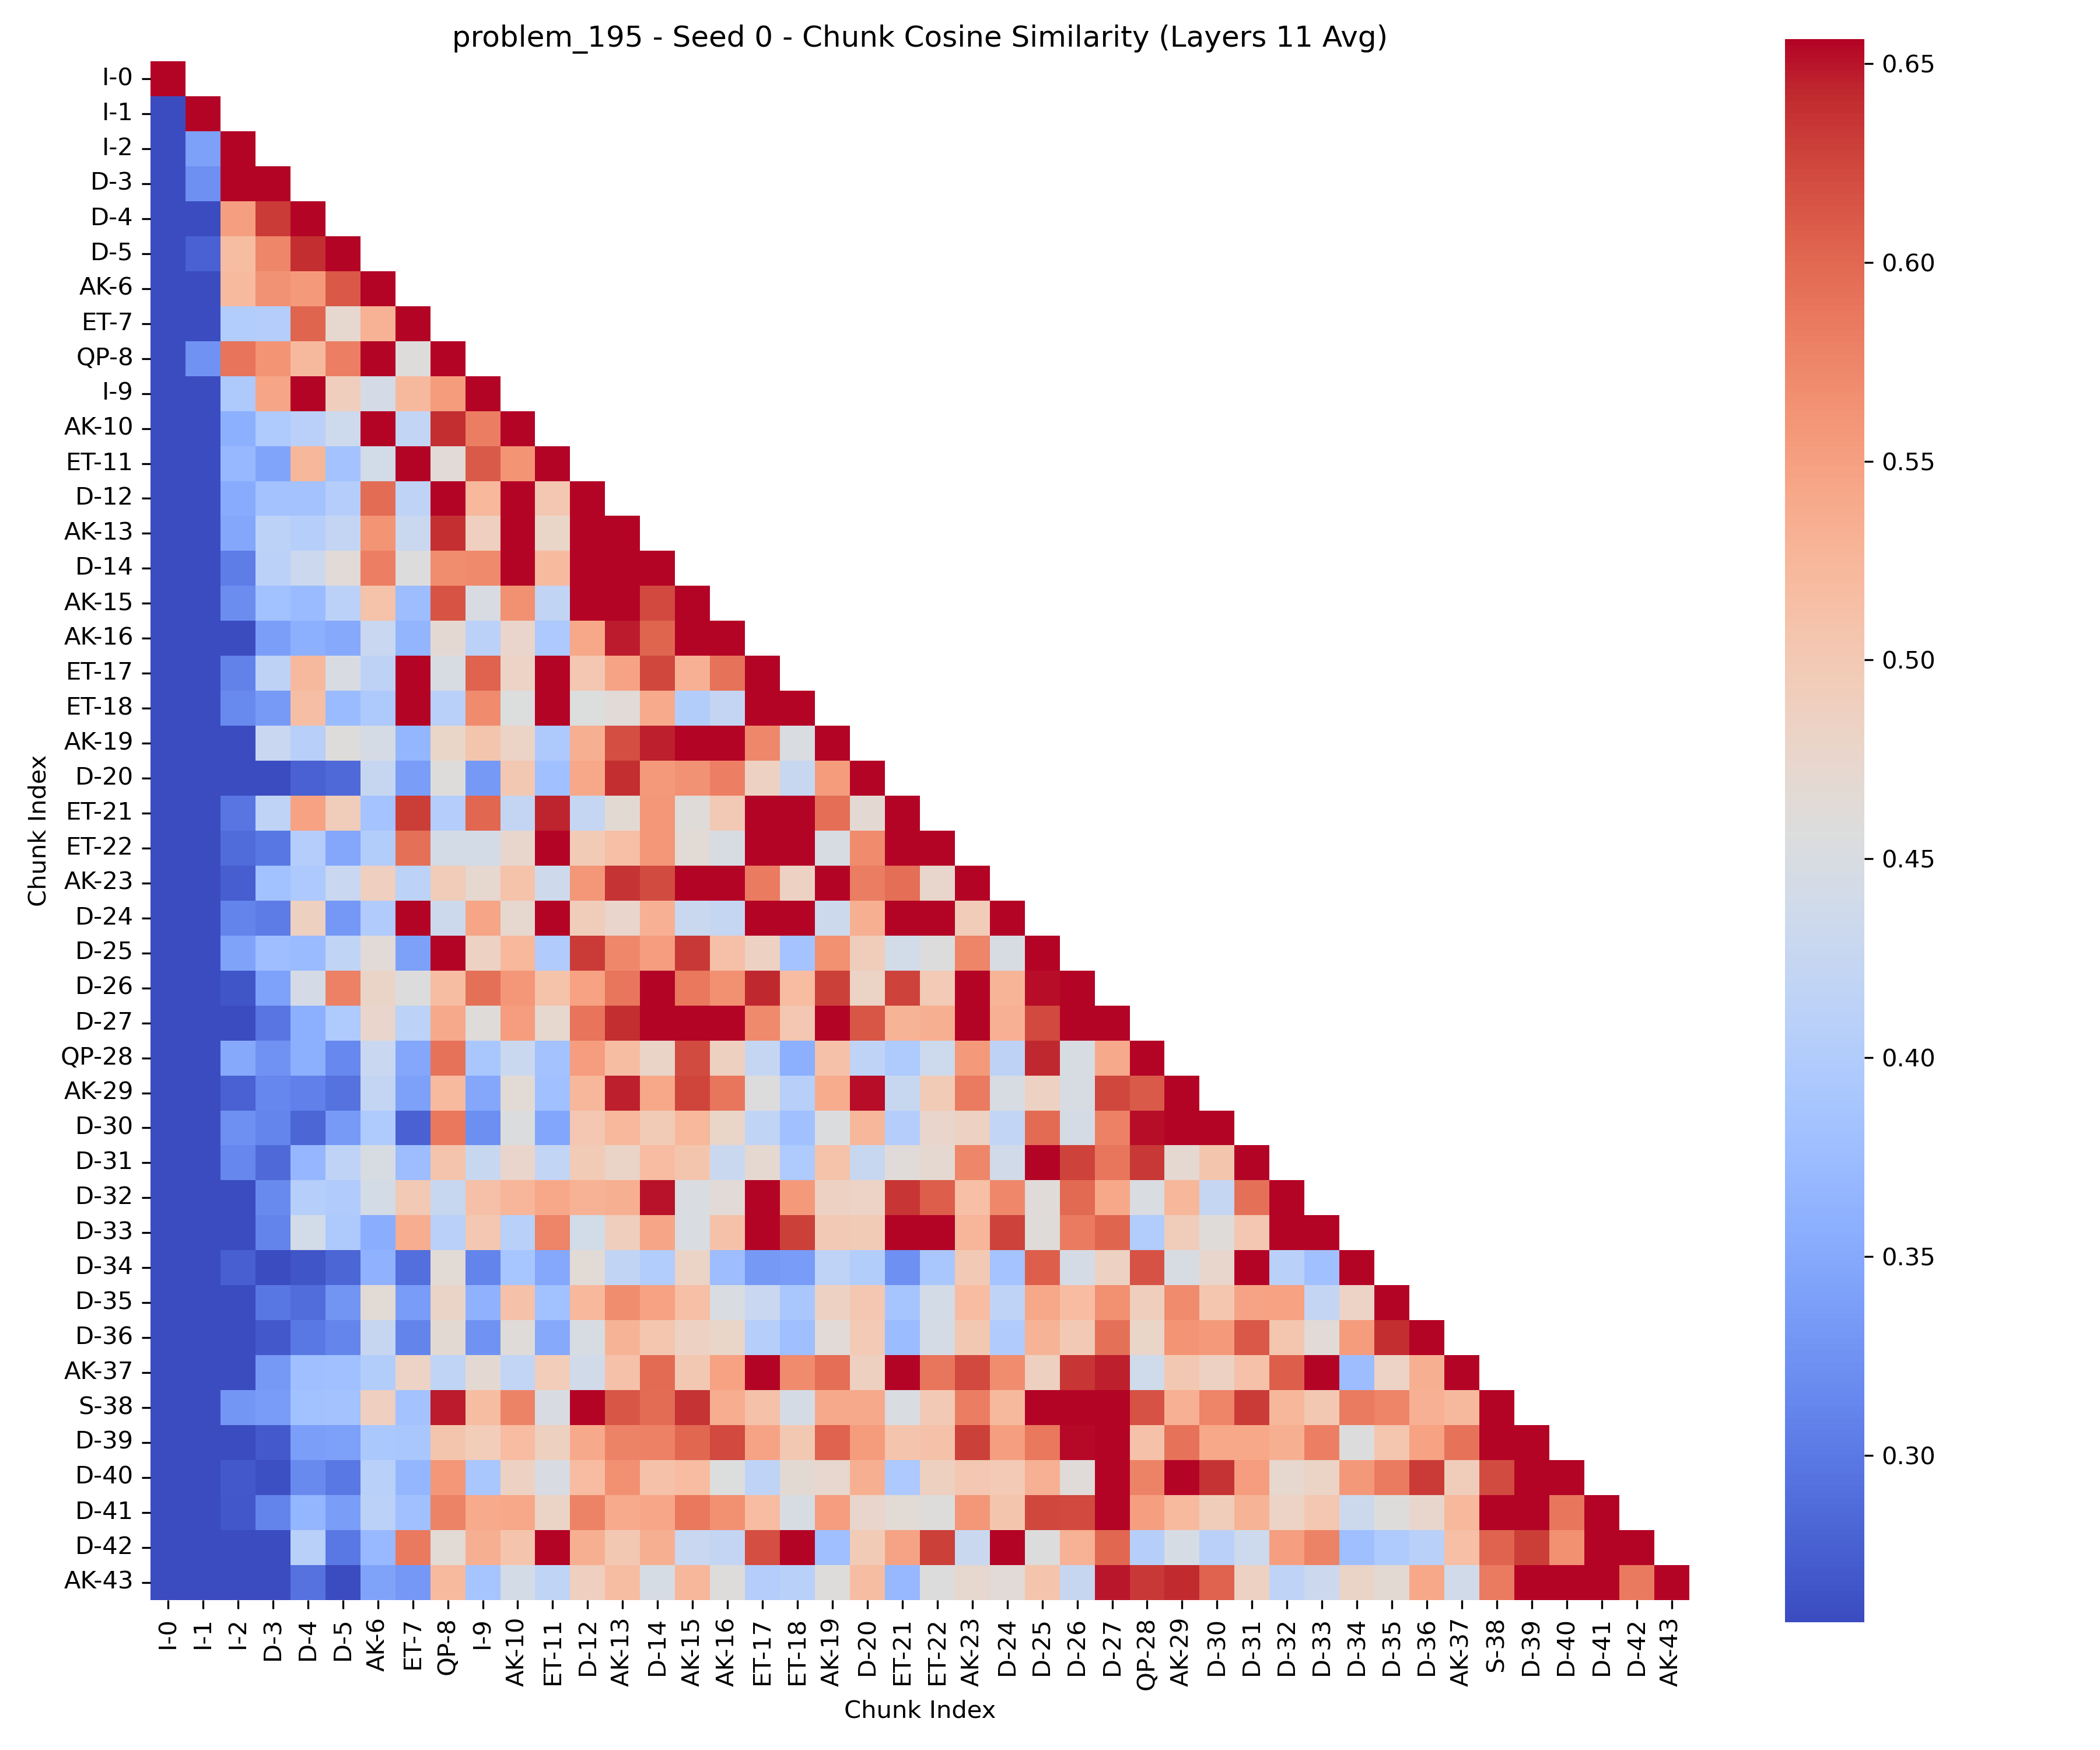 problem_195 - Seed 0 - Chunk Cosine Similarity (Layers 11 Avg)
I-0
I-1
I-2
D-3
D-4
D-5
AK-6
ET-7
QP-8
I-9
AK-10
ET-11
D-12
AK-13
D-14
AK-15
AK-16
ET-17
ET-18
AK-19
D-20
ET-21
ET-22
AK-23
D-24
D-25
D-26
D-27
QP-28
AK-29
D-30
D-31
D-32
D-33
D-34
D-35
D-36
AK-37
S-38
D-39
D-40
D-41
D-42
AK-43
Chunk Index
I-0
I-1
I-2
D-3
D-4
D-5
AK-6
ET-7
QP-8
I-9
AK-10
ET-11
D-12
AK-13
D-14
AK-15
AK-16
ET-17
ET-18
AK-19
D-20
ET-21
ET-22
AK-23
D-24
D-25
D-26
D-27
QP-28
AK-29
D-30
D-31
D-32
D-33
D-34
D-35
D-36
AK-37
S-38
D-39
D-40
D-41
D-42
AK-43
Chunk Index
0.65
0.60
0.55
0.50
0.45
0.40
0.35
0.30